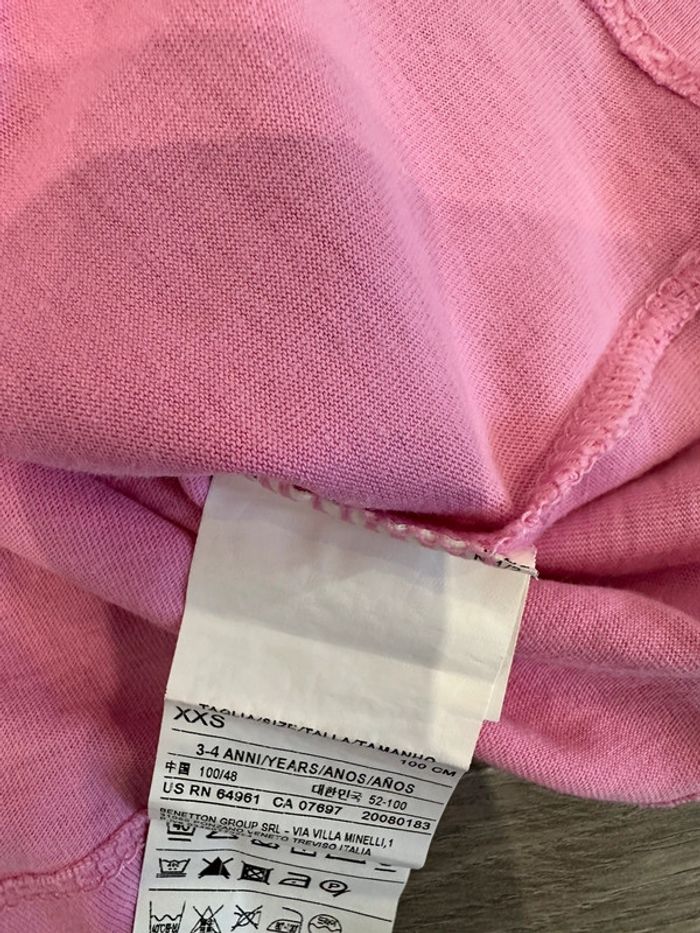 TAGLIA/SIZE/TALLA/TAMANHO
XXS
100 CM
3-4 ANNI/YEARS/ANOS/AÑOS
中国 100/48 대한민국 52-100
US RN 64961 CA 07697 20080183
BENETTON GROUP SRL - VIA VILLA MINELLI,1
PONZANO VENETO TREVISO ITALIA